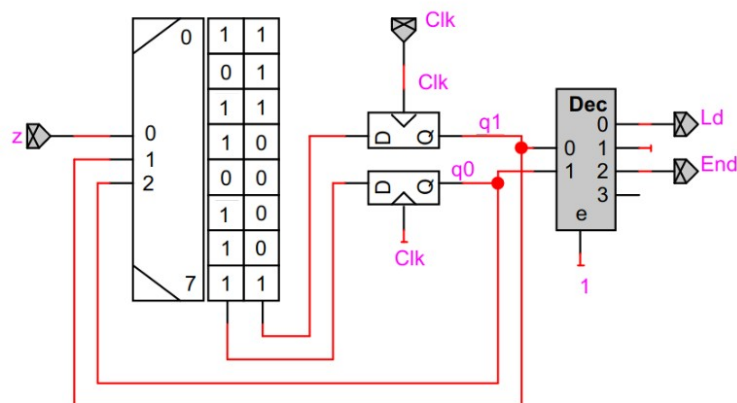 Clk
0 1 1
0 1
Clk
Dec
1 1
0 Ld
z 0 1 0 D Q q1 0 1
1 0 0 1 2 End
2 1 0 D Q q0 3
1 0 e
7 1 1 Clk
1